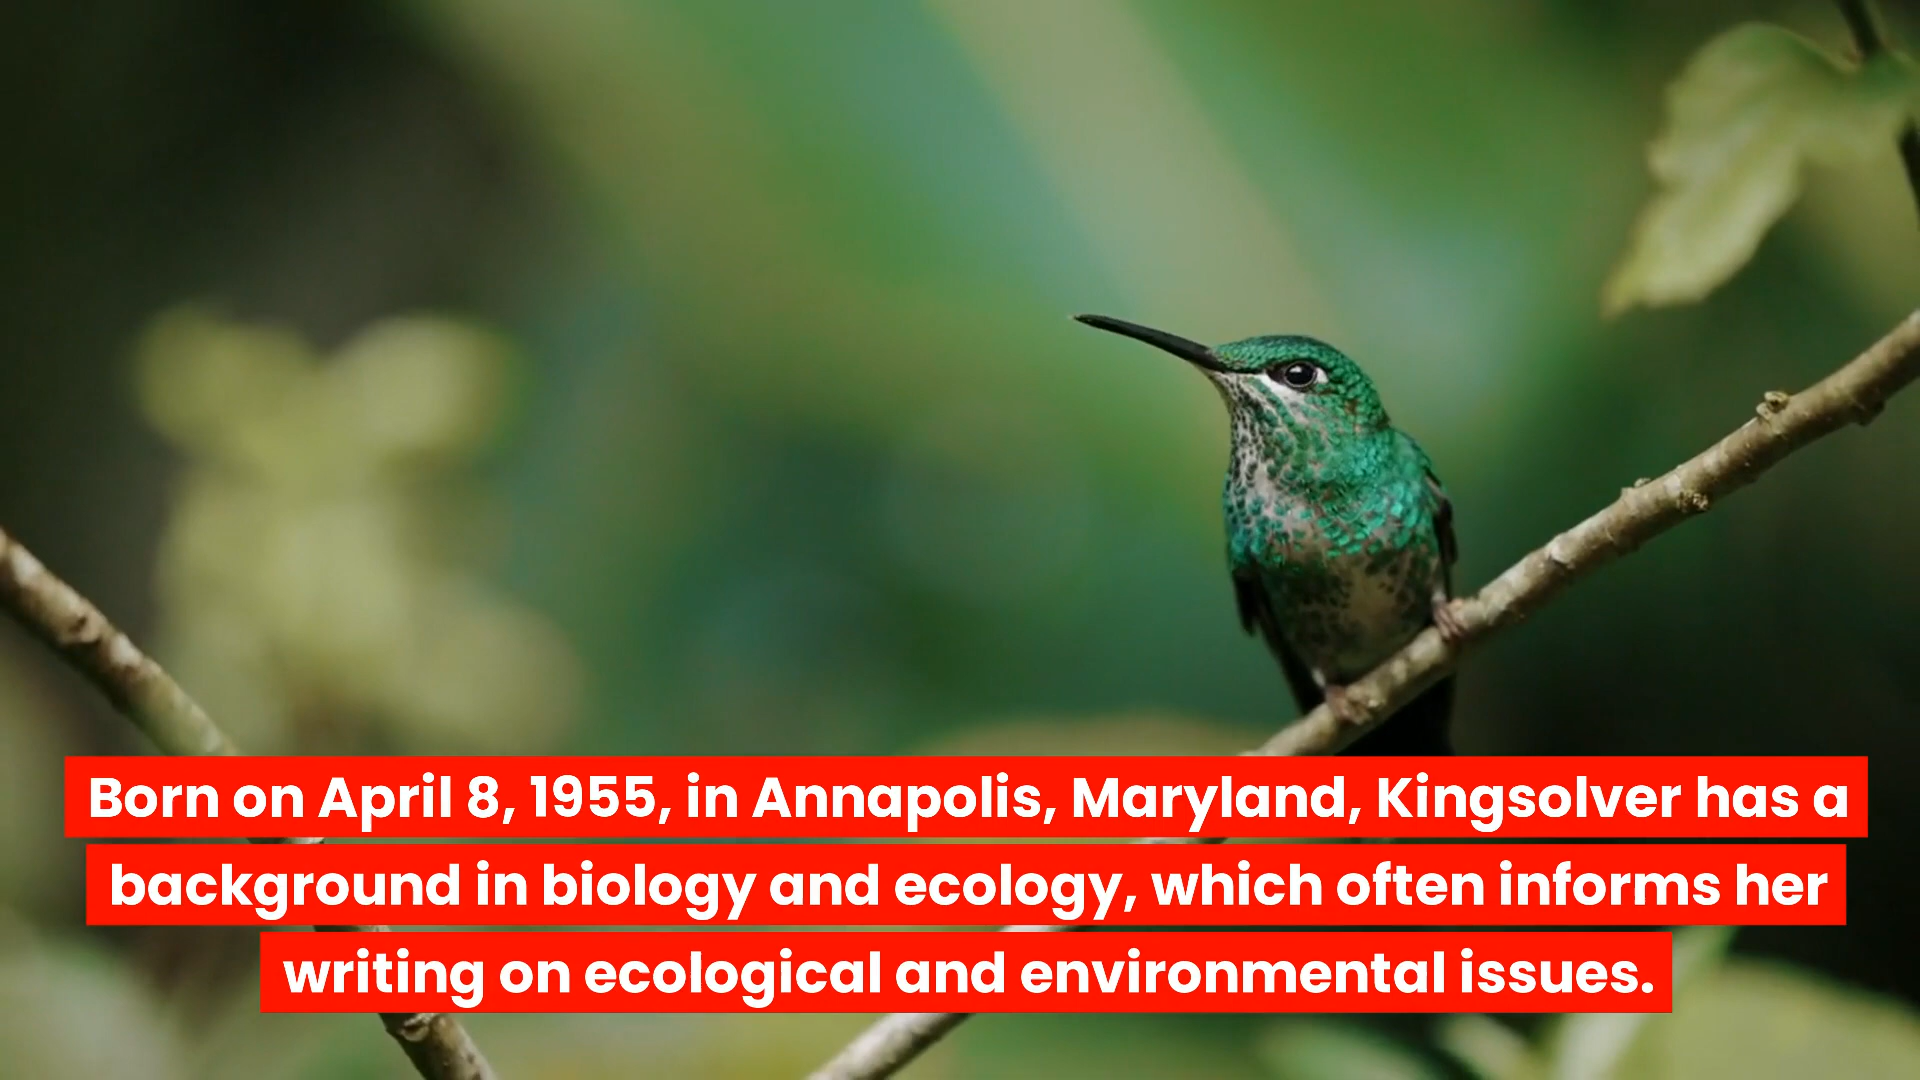 Born on April 8, 1955, in Annapolis, Maryland, Kingsolver has a
background in biology and ecology, which often informs her
writing on ecological and environmental issues.